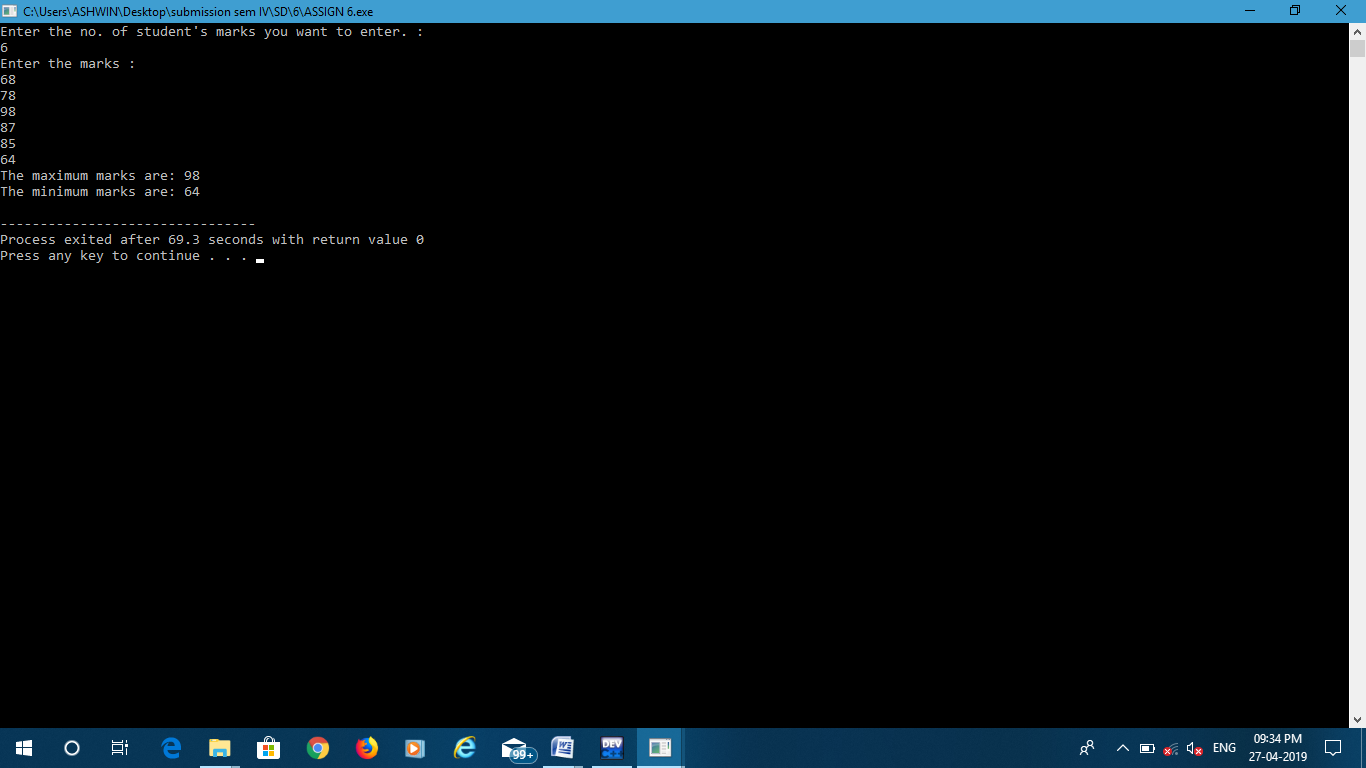 C:\Users\ASHWIN\Desktop\submission sem IV\SD\6\ASSIGN 6.exe
Enter the no. of student's marks you want to enter. :
6
Enter the marks :
68
78
98
87
85
64
The maximum marks are: 98
The minimum marks are: 64
--------------------------------
Process exited after 69.3 seconds with return value 0
Press any key to continue . . .
99+
W
DEV
ENG
09:34 PM
27-04-2019